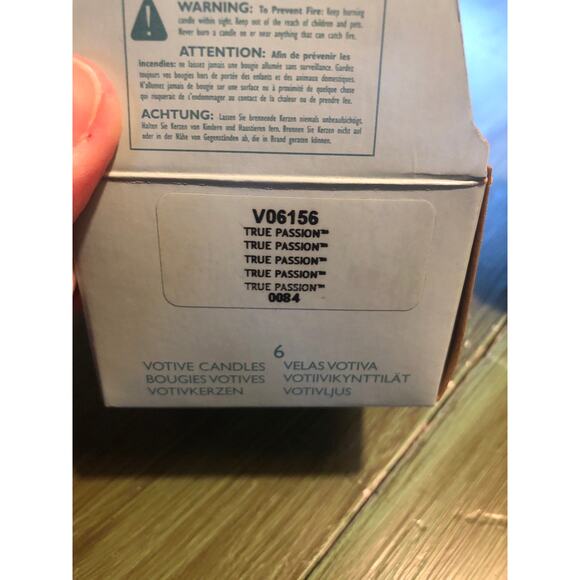 WARNING: To Prevent Fire: Keep burning
candle within sight. Keep out of the reach of children and pets.
Never burn a candle on or near anything that can catch fire.
ATTENTION: Afin de prévenir les
incendies: ne laissez jamais une bougie allumée sans surveillance. Gardez
toujours vos bougies hors de portée des enfants et des animaux domestiques.
N'allumez jamais de bougie sur une surface ou à proximité de quelque chose
qui risquerait de s'endommager au contact de la chaleur ou de prendre feu.
ACHTUNG: Lassen Sie brennende Kerzen niemals unbeaufsichtigt.
Halten Sie Kerzen von Kindern und Haustieren fern. Brennen Sie Kerzen nicht auf
oder in der Nähe von Gegenständen ab, die in Brand geraten können.
V06156
TRUE PASSION™
TRUE PASSION™
TRUE PASSION™
TRUE PASSION™
TRUE PASSION™
0084
6
VOTIVE CANDLES VELAS VOTIVA
BOUGIES VOTIVES VOTIIVIKYNTTILÄT
VOTIVKERZEN VOTIVLJUS